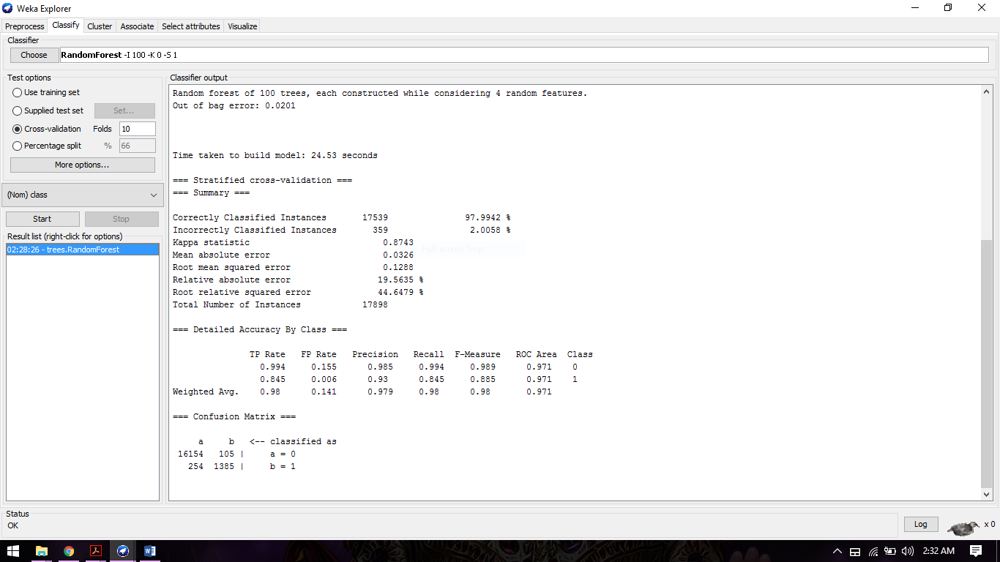 Weka Explorer
Preprocess Classify Cluster Associate Select attributes Visualize
Classifier
Choose RandomForest -I 100 -K 0 -S 1
Test options
Use training set
Supplied test set Set...
Cross-validation Folds 10
Percentage split % 66
More options...
(Nom) class
Start Stop
Result list (right-click for options)
02:28:26 - trees.RandomForest
Classifier output
Random forest of 100 trees, each constructed while considering 4 random features.
Out of bag error: 0.0201
Time taken to build model: 24.53 seconds
=== Stratified cross-validation ===
=== Summary ===
Correctly Classified Instances 17539 97.9942 %
Incorrectly Classified Instances 359 2.0058 %
Kappa statistic 0.8743
Mean absolute error 0.0326
Root mean squared error 0.1288
Relative absolute error 19.5635 %
Root relative squared error 44.6479 %
Total Number of Instances 17898
=== Detailed Accuracy By Class ===
TP Rate FP Rate Precision Recall F-Measure ROC Area Class
0.994 0.155 0.985 0.994 0.989 0.971 0
0.845 0.006 0.93 0.845 0.885 0.971 1
Weighted Avg. 0.98 0.141 0.979 0.98 0.98 0.971
=== Confusion Matrix ===
a b <-- classified as
16154 105 | a = 0
254 1385 | b = 1
Status
OK
Log x 0
2:32 AM